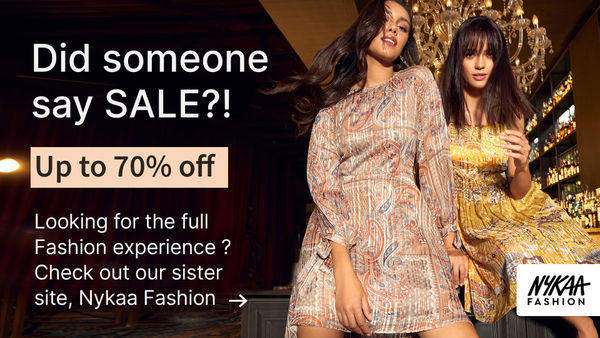 Did someone
say SALE?!
Up to 70% off
Looking for the full
Fashion experience ?
Check out our sister
site, Nykaa Fashion →
NYKAA
FASHION